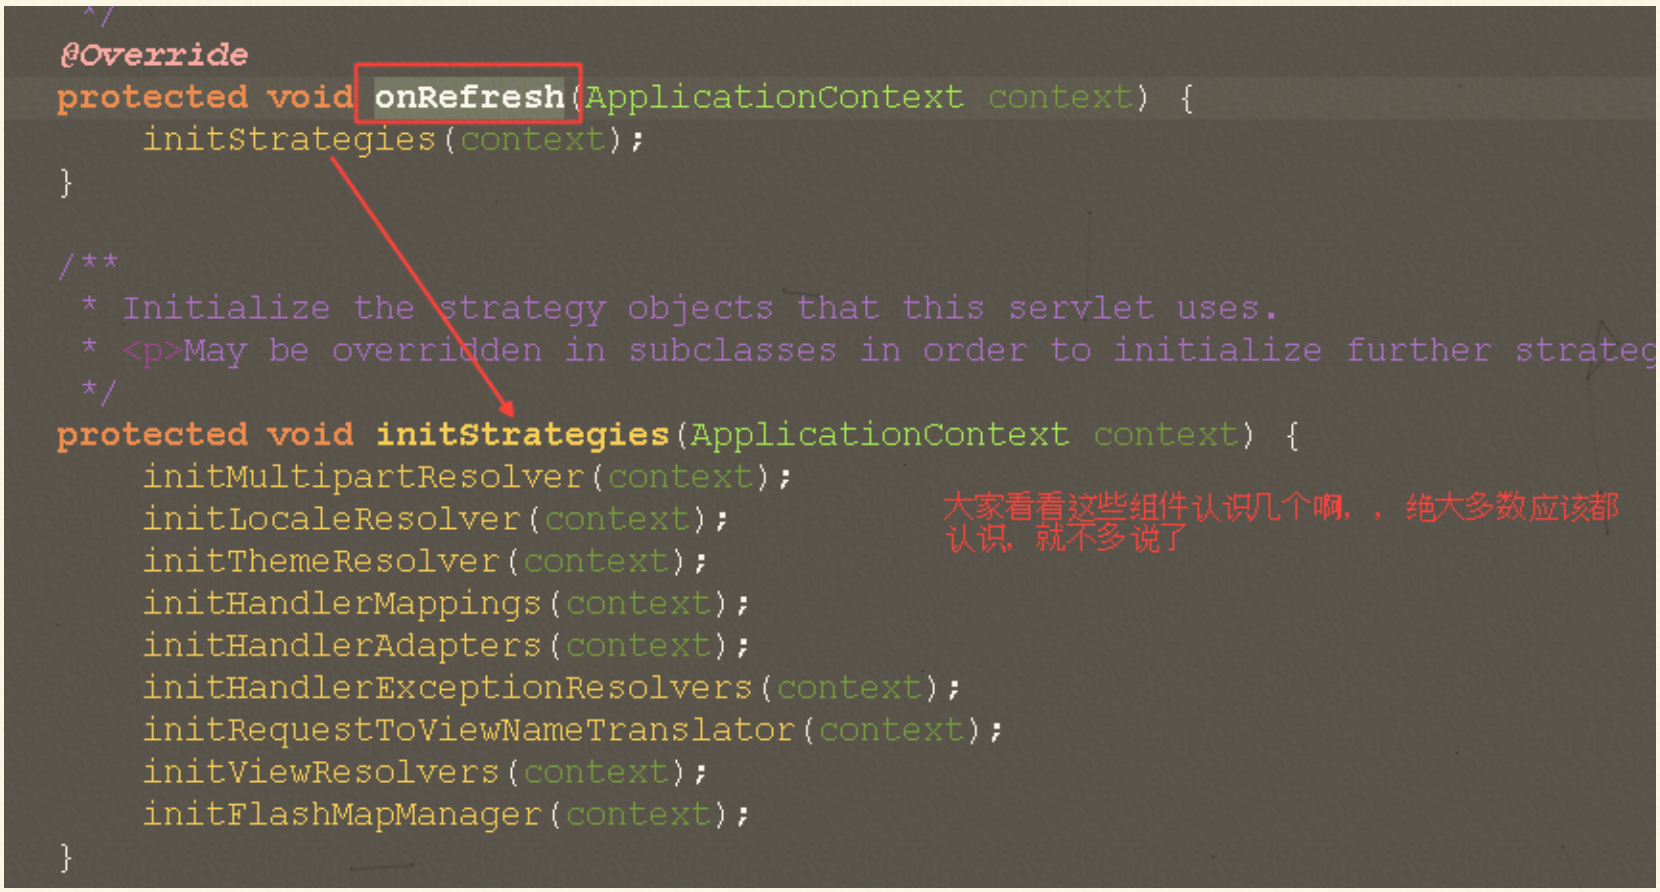 */
@Override
protected void onRefresh(ApplicationContext context) {
initStrategies(context);
}
/**
* Initialize the strategy objects that this servlet uses.
* <p>May be overridden in subclasses in order to initialize further strateg
*/
protected void initStrategies(ApplicationContext context) {
initMultipartResolver(context);
initLocaleResolver(context);
大家看看这些组件认识几个啊,,绝大多数应该都
认识,就不多说了
initThemeResolver(context);
initHandlerMappings(context);
initHandlerAdapters(context);
initHandlerExceptionResolvers(context);
initRequestToViewNameTranslator(context);
initViewResolvers(context);
initFlashMapManager(context);
}